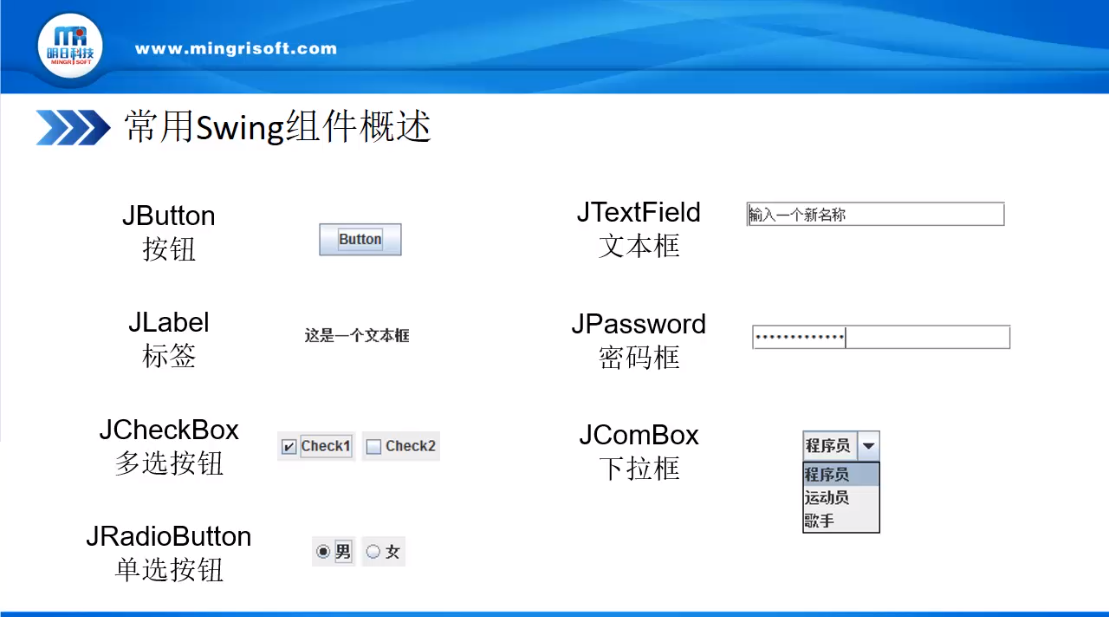 明日科技
MINGRISOFT
www.mingrisoft.com
常用Swing组件概述
JButton
按钮
Button
JLabel
标签
这是一个文本框
JCheckBox
多选按钮
Check1 Check2
JRadioButton
单选按钮
男 女
JTextField
文本框
输入一个新名称
JPassword
密码框
JComBox
下拉框
程序员
程序员
运动员
歌手